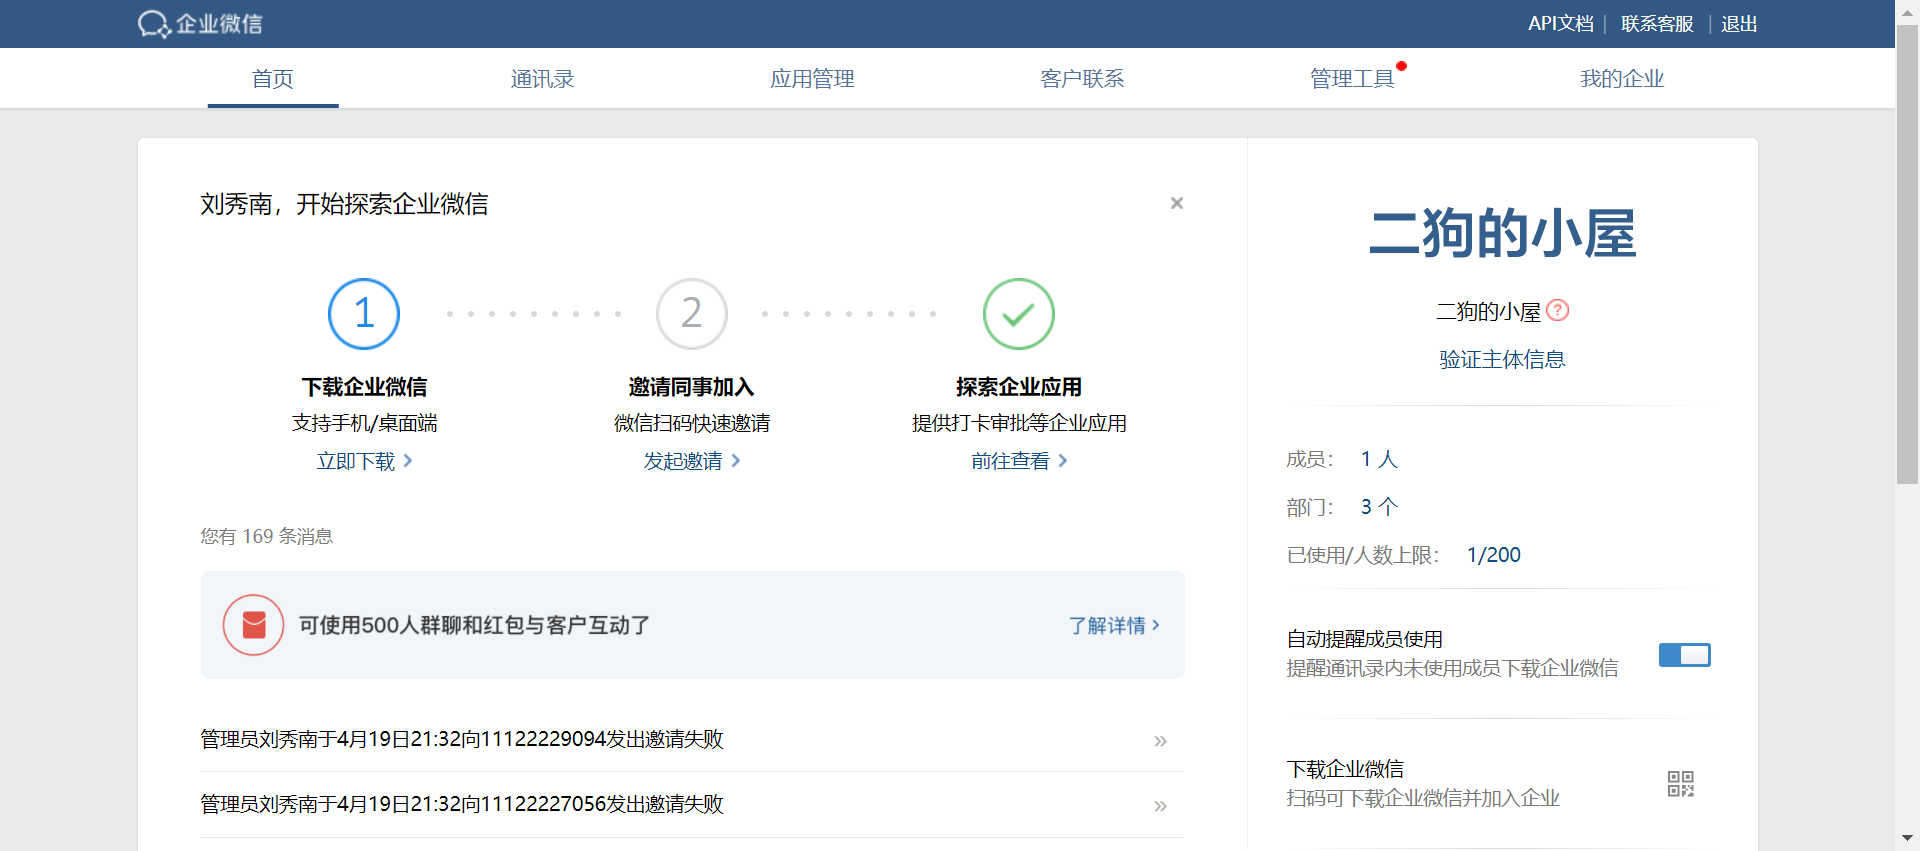 企业微信
API文档 | 联系客服 | 退出
首页 通讯录 应用管理 客户联系 管理工具 我的企业
刘秀南，开始探索企业微信
×
1
2
下载企业微信
支持手机/桌面端
立即下载
邀请同事加入
微信扫码快速邀请
发起邀请
探索企业应用
提供打卡审批等企业应用
前往查看
您有 169 条消息
可使用500人群聊和红包与客户互动了
了解详情
管理员刘秀南于4月19日21:32向11122229094发出邀请失败
管理员刘秀南于4月19日21:32向11122227056发出邀请失败
二狗的小屋
二狗的小屋 ?
验证主体信息
成员： 1 人
部门： 3 个
已使用/人数上限： 1/200
自动提醒成员使用
提醒通讯录内未使用成员下载企业微信
下载企业微信
扫码可下载企业微信并加入企业